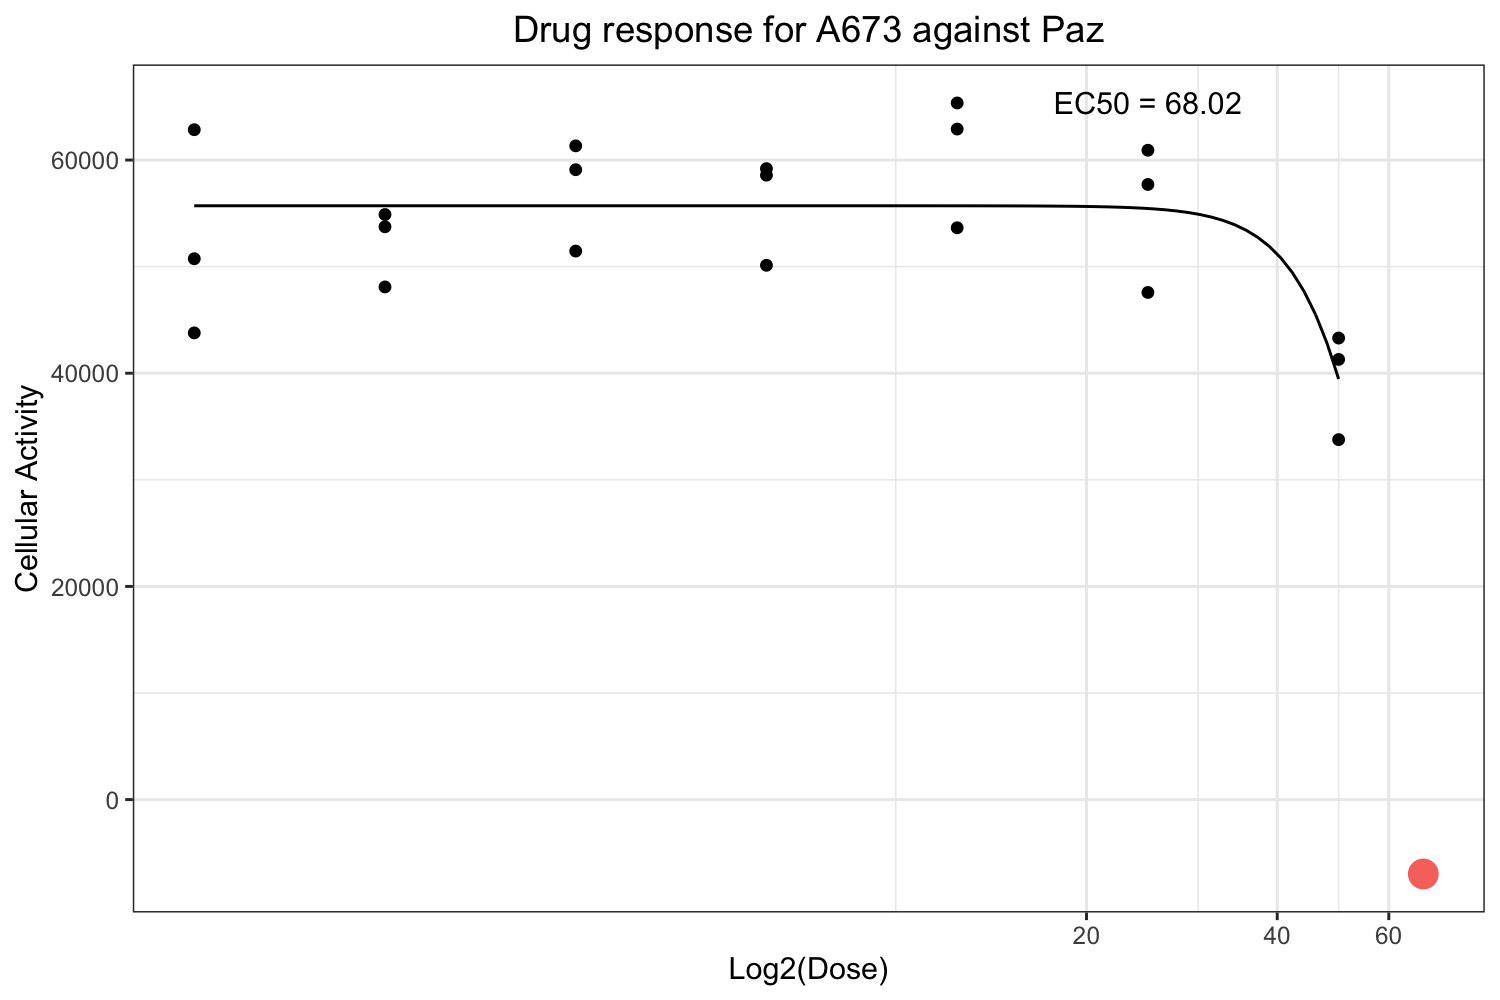 Drug response for A673 against Paz
EC50 = 68.02
60000
40000
20000
0
Cellular Activity
20 40 60
Log2(Dose)